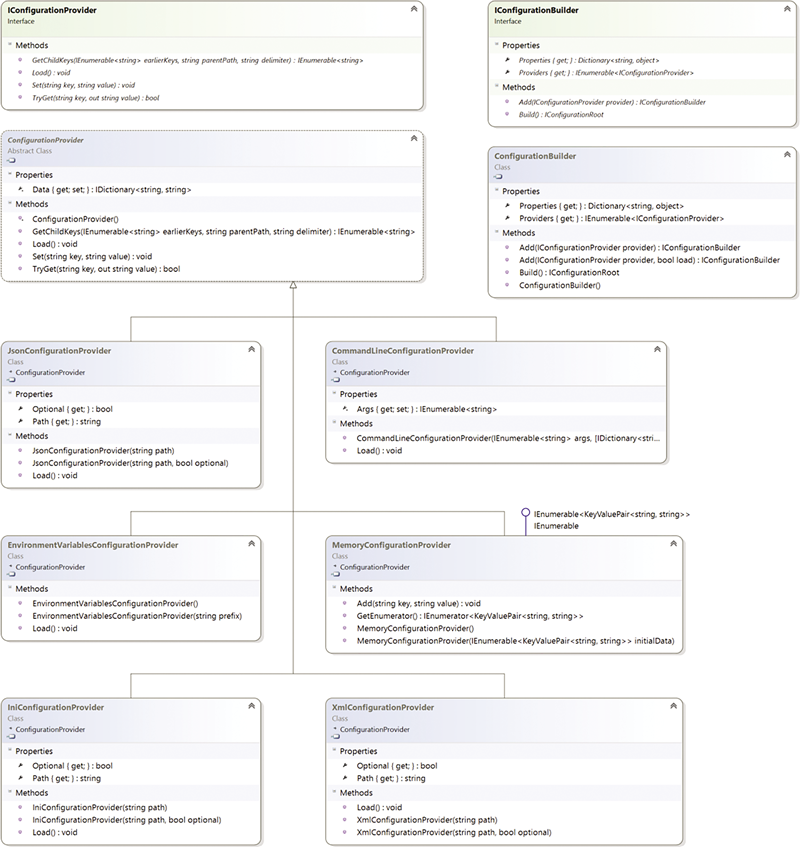 IConfigurationProvider
Interface
Methods
GetChildKeys(IEnumerable<string> earlierKeys, string parentPath, string delimiter) : IEnumerable<string>
Load() : void
Set(string key, string value) : void
TryGet(string key, out string value) : bool
IConfigurationBuilder
Interface
Properties
Properties { get; } : Dictionary<string, object>
Providers { get; } : IEnumerable<IConfigurationProvider>
Methods
Add(IConfigurationProvider provider) : IConfigurationBuilder
Build() : IConfigurationRoot
ConfigurationProvider
Abstract Class
Properties
Data { get; set; } : IDictionary<string, string>
Methods
ConfigurationProvider()
GetChildKeys(IEnumerable<string> earlierKeys, string parentPath, string delimiter) : IEnumerable<string>
Load() : void
Set(string key, string value) : void
TryGet(string key, out string value) : bool
ConfigurationBuilder
Class
Properties
Properties { get; } : Dictionary<string, object>
Providers { get; } : IEnumerable<IConfigurationProvider>
Methods
Add(IConfigurationProvider provider) : IConfigurationBuilder
Add(IConfigurationProvider provider, bool load) : IConfigurationBuilder
Build() : IConfigurationRoot
ConfigurationBuilder()
JsonConfigurationProvider
Class
ConfigurationProvider
Properties
Optional { get; } : bool
Path { get; } : string
Methods
JsonConfigurationProvider(string path)
JsonConfigurationProvider(string path, bool optional)
Load() : void
CommandLineConfigurationProvider
Class
ConfigurationProvider
Properties
Args { get; set; } : IEnumerable<string>
Methods
CommandLineConfigurationProvider(IEnumerable<string> args, [IDictionary<stri...
Load() : void
EnvironmentVariablesConfigurationProvider
Class
ConfigurationProvider
Methods
EnvironmentVariablesConfigurationProvider()
EnvironmentVariablesConfigurationProvider(string prefix)
Load() : void
IEnumerable<KeyValuePair<string, string>>
IEnumerable
MemoryConfigurationProvider
Class
ConfigurationProvider
Methods
Add(string key, string value) : void
GetEnumerator() : IEnumerator<KeyValuePair<string, string>>
MemoryConfigurationProvider()
MemoryConfigurationProvider(IEnumerable<KeyValuePair<string, string>> initialData)
IniConfigurationProvider
Class
ConfigurationProvider
Properties
Optional { get; } : bool
Path { get; } : string
Methods
IniConfigurationProvider(string path)
IniConfigurationProvider(string path, bool optional)
Load() : void
XmlConfigurationProvider
Class
ConfigurationProvider
Properties
Optional { get; } : bool
Path { get; } : string
Methods
Load() : void
XmlConfigurationProvider(string path)
XmlConfigurationProvider(string path, bool optional)